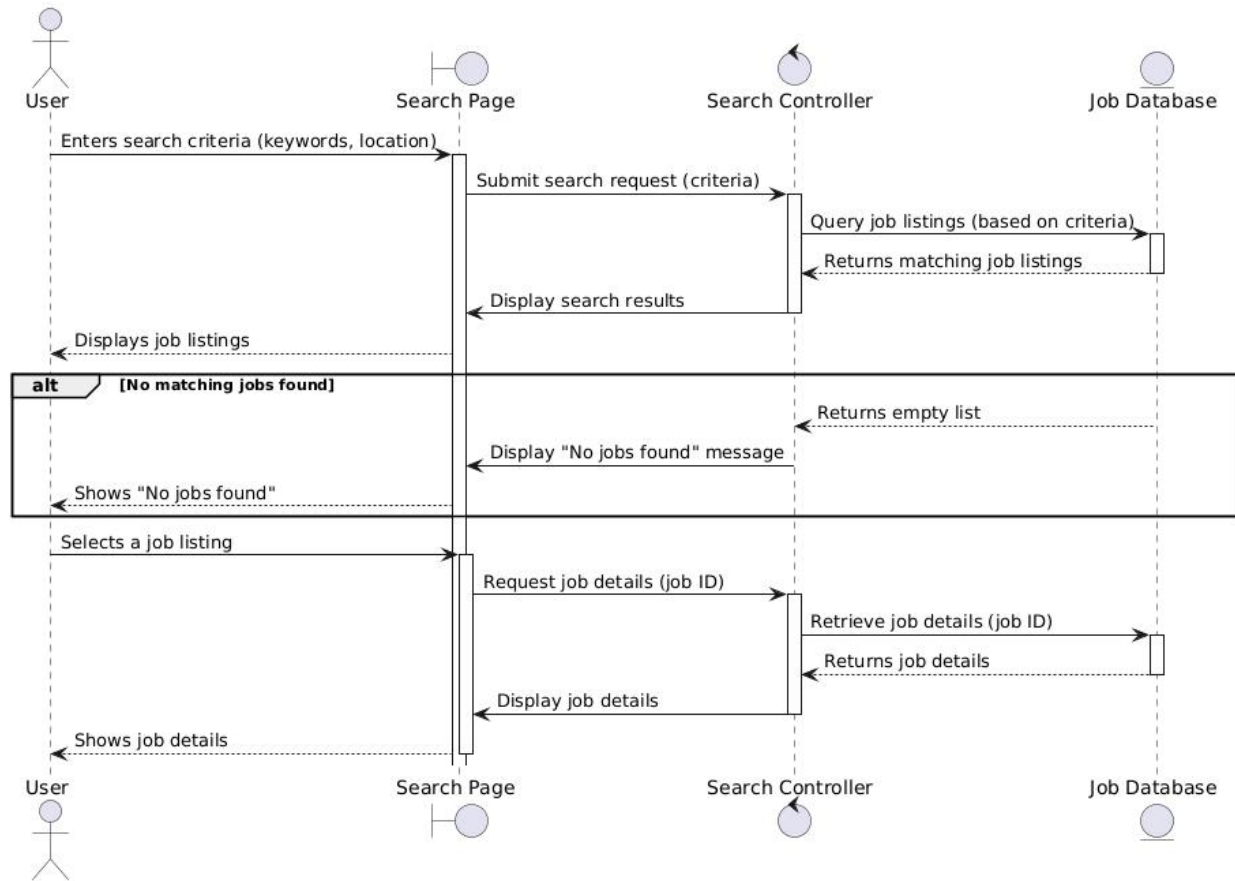 User
Search Page
Search Controller
Job Database
Enters search criteria (keywords, location)
Submit search request (criteria)
Query job listings (based on criteria)
Returns matching job listings
Display search results
Displays job listings
alt [No matching jobs found]
Returns empty list
Display "No jobs found" message
Shows "No jobs found"
Selects a job listing
Request job details (job ID)
Retrieve job details (job ID)
Returns job details
Display job details
Shows job details
User
Search Page
Search Controller
Job Database